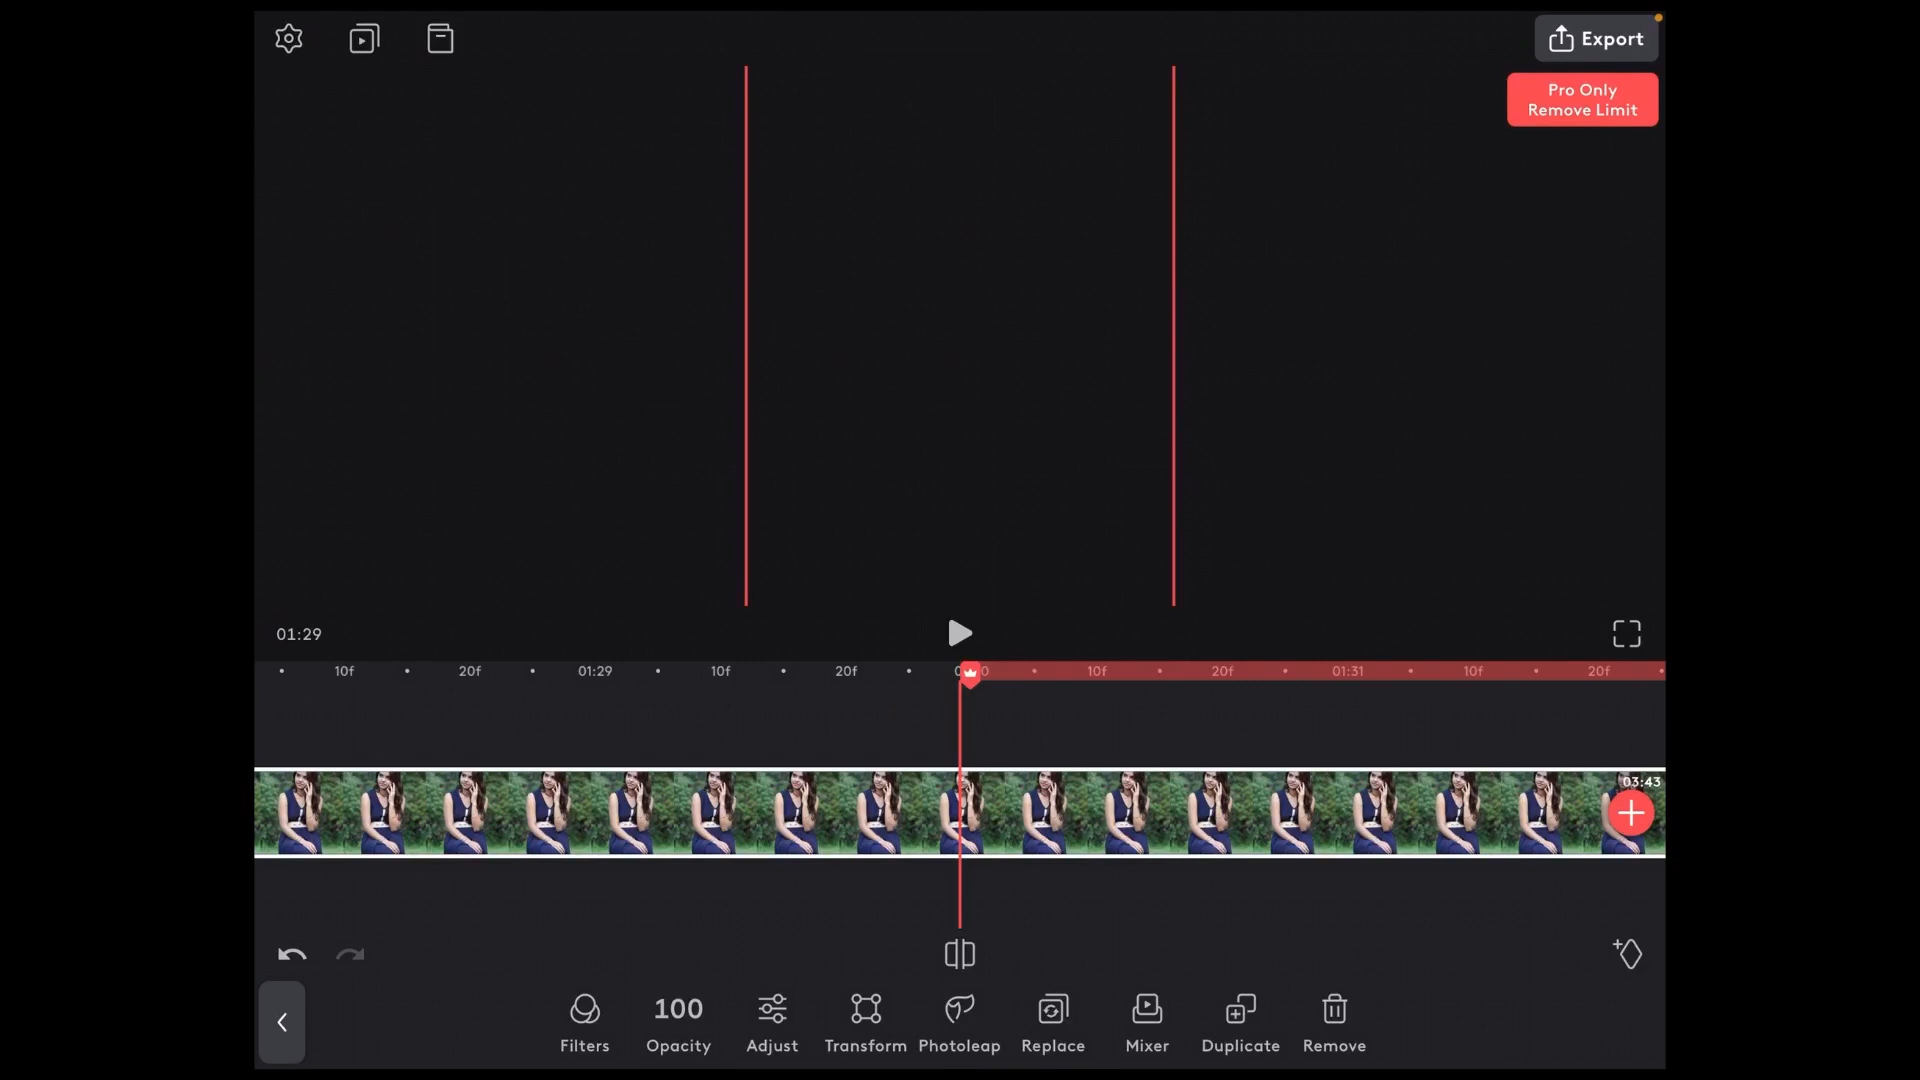 Export
Pro Only
Remove Limit
01:29
10f 20f 01:29 10f 20f 10f 20f 01:31 10f 20f
03:43
100
Filters Opacity Adjust Transform Photoleap Replace Mixer Duplicate Remove